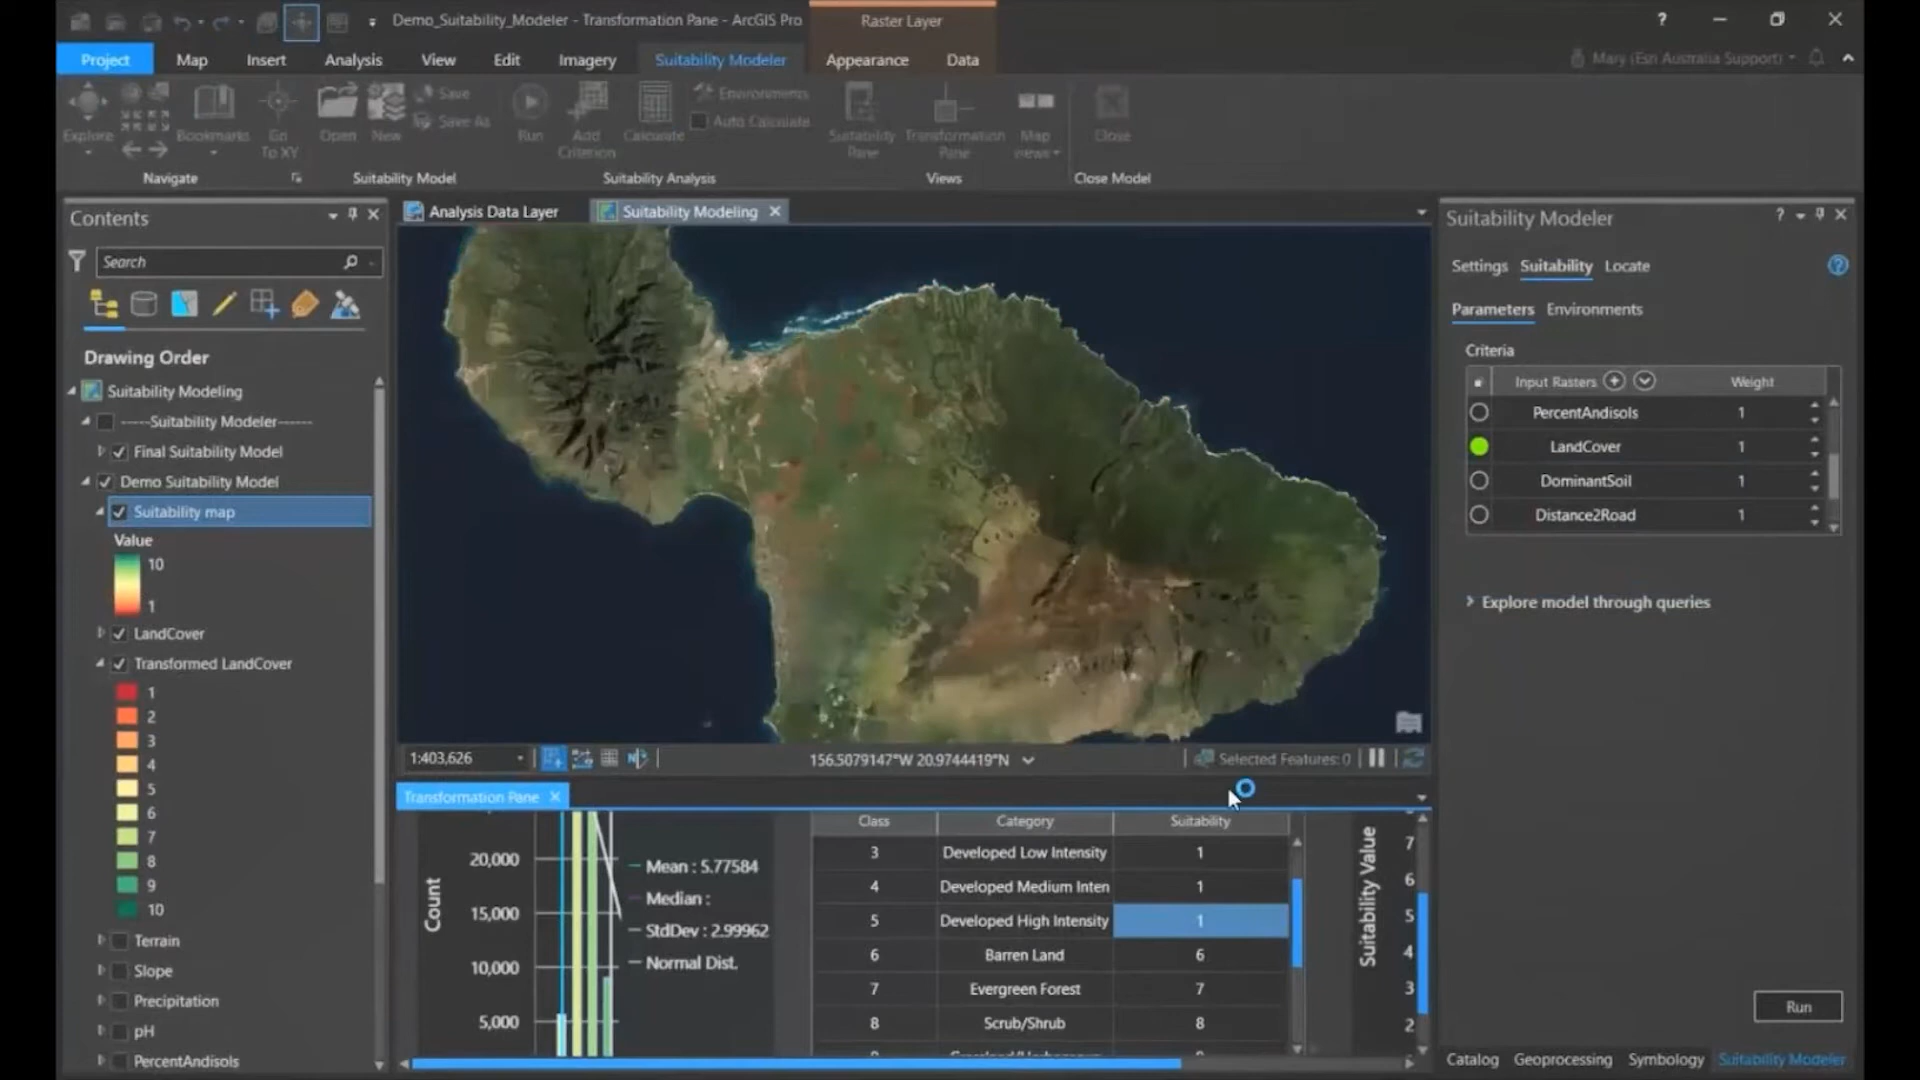 Demo_Suitability_Modeler - Transformation Pane - ArcGIS Pro
Raster Layer
?
Project Map Insert Analysis View Edit Imagery Suitability Modeler Appearance Data
Mary (Esri Australia Support)
Explore
Bookmarks
Go To XY
Open
New
Save
Save As
Run
Add Criterion
Calculate
Environments
Auto Calculate
Suitability Pane
Transformation Pane
Map views
Close
Navigate
Suitability Model
Suitability Analysis
Views
Close Model
Contents
Search
Drawing Order
Suitability Modeling
-----Suitability Modeler------
Final Suitability Model
Demo Suitability Model
Suitability map
Value
10
1
LandCover
Transformed LandCover
1
2
3
4
5
6
7
8
9
10
Terrain
Slope
Precipitation
pH
PercentAndisols
Analysis Data Layer
Suitability Modeling
1:403,626
156.5079147°W 20.9744419°N
Selected Features: 0
Transformation Pane
Count
20,000
15,000
10,000
5,000
Mean : 5.77584
Median :
StdDev : 2.99962
Normal Dist.
Class Category Suitability
3 Developed Low Intensity 1
4 Developed Medium Inten 1
5 Developed High Intensity 1
6 Barren Land 6
7 Evergreen Forest 7
8 Scrub/Shrub 8
Suitability Value
7
6
5
4
3
2
Suitability Modeler
?
Settings Suitability Locate
?
Parameters Environments
Criteria
Input Rasters Weight
PercentAndisols 1
LandCover 1
DominantSoil 1
Distance2Road 1
Explore model through queries
Run
Catalog Geoprocessing Symbology Suitability Modeler